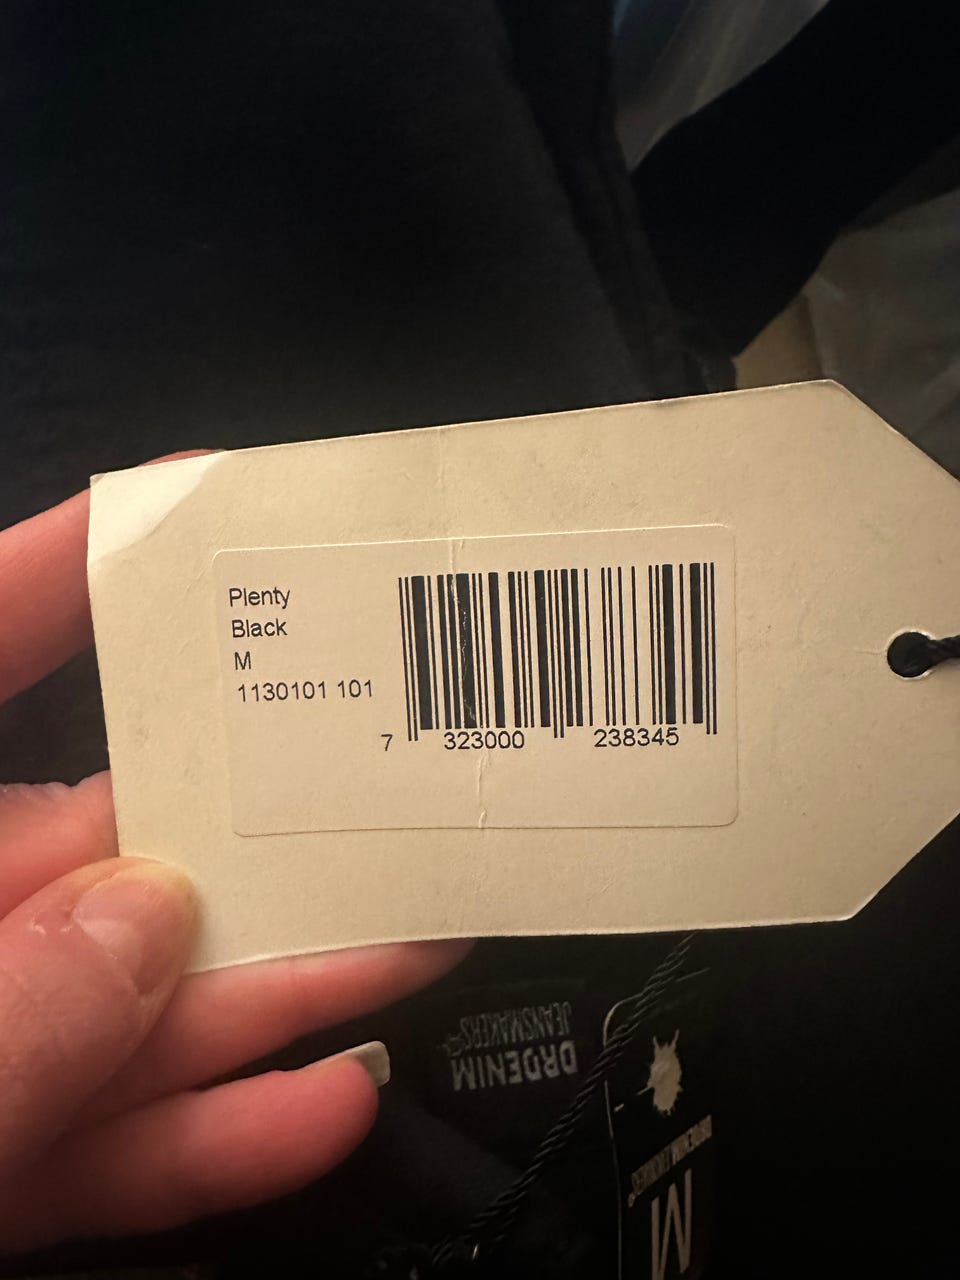 Plenty
Black
M
1130101 101
7 323000 238345
DRDENIM
JEANSMAKERS
M